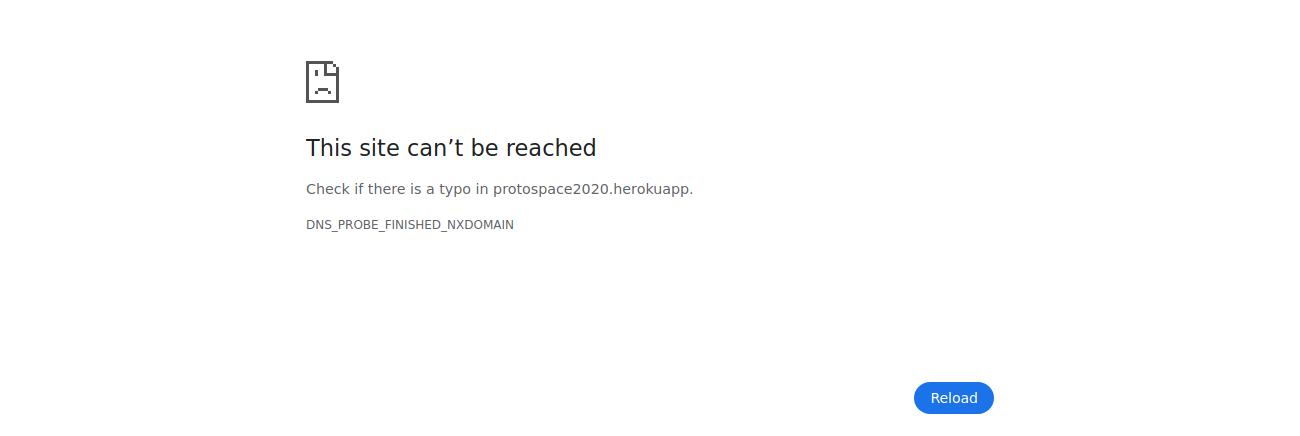 This site can’t be reached
Check if there is a typo in protospace2020.herokuapp.
DNS_PROBE_FINISHED_NXDOMAIN
Reload